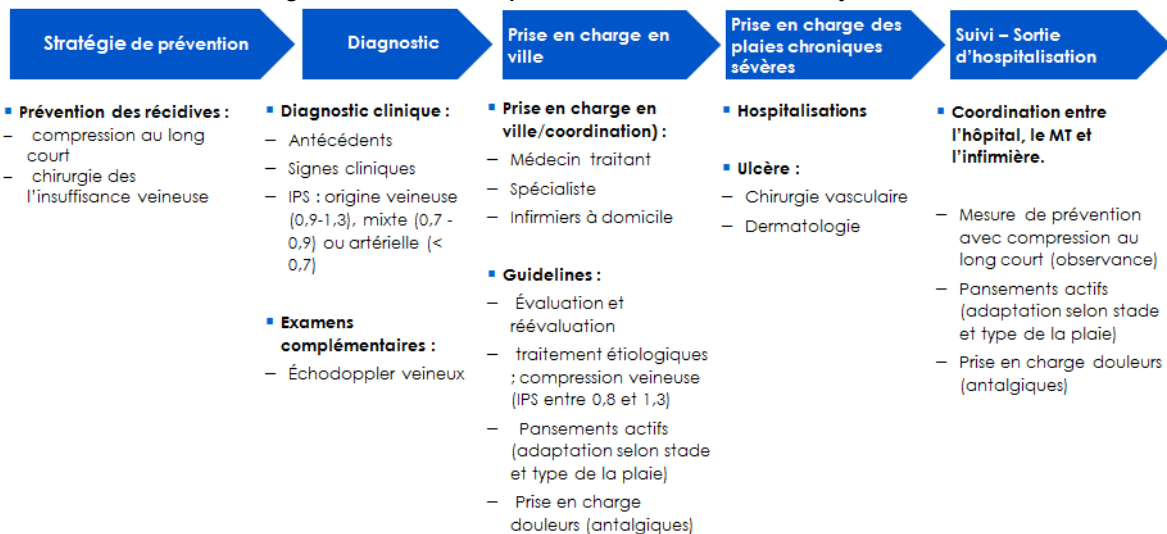 Stratégie de prévention
Diagnostic
Prise en charge en
ville
Prise en charge des
plaies chroniques
sévères
Suivi – Sortie
d'hospitalisation
▪ Prévention des récidives :
– compression au long
court
– chirurgie des
l'insuffisance veineuse
▪ Diagnostic clinique :
– Antécédents
– Signes cliniques
– IPS : origine veineuse
(0,9-1,3), mixte (0,7 -
0,9) ou artérielle (<
0,7)
▪ Examens
complémentaires :
– Échodoppler veineux
▪ Prise en charge en
ville/coordination) :
– Médecin traitant
– Spécialiste
– Infirmiers à domicile
▪ Guidelines :
– Évaluation et
réévaluation
– traitement étiologiques
; compression veineuse
(IPS entre 0,8 et 1,3)
– Pansements actifs
(adaptation selon stade
et type de la plaie)
– Prise en charge
douleurs (antalgiques)
▪ Hospitalisations
▪ Ulcère :
– Chirurgie vasculaire
– Dermatologie
▪ Coordination entre
l'hôpital, le MT et
l'infirmière.
– Mesure de prévention
avec compression au
long court (observance)
– Pansements actifs
(adaptation selon stade
et type de la plaie)
– Prise en charge douleurs
(antalgiques)